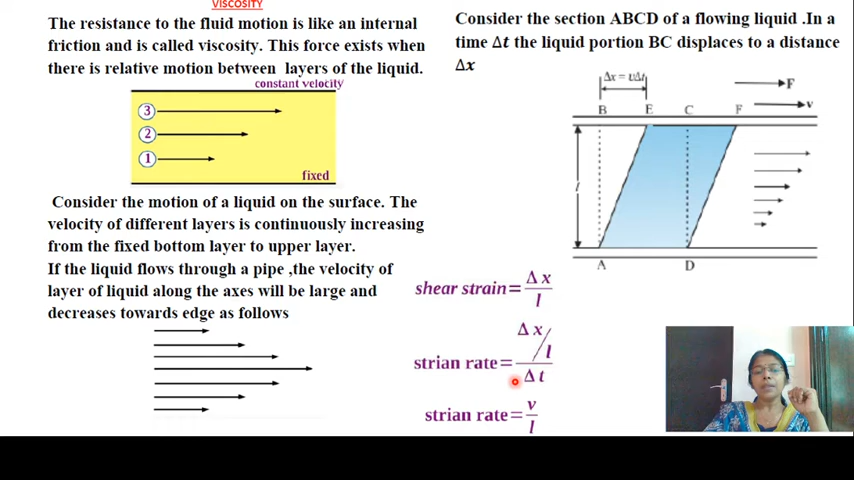 VISCOSITY
The resistance to the fluid motion is like an internal
friction and is called viscosity. This force exists when
there is relative motion between layers of the liquid.
constant velocity
3
2
1
fixed
Consider the motion of a liquid on the surface. The
velocity of different layers is continuously increasing
from the fixed bottom layer to upper layer.
If the liquid flows through a pipe ,the velocity of
layer of liquid along the axes will be large and
decreases towards edge as follows
Consider the section ABCD of a flowing liquid .In a
time Δt the liquid portion BC displaces to a distance
Δx
Δx = vΔt
F
v
B E C F
l
A D
shear strain = Δx / l
strian rate = Δx/l / Δt
strian rate = v / l